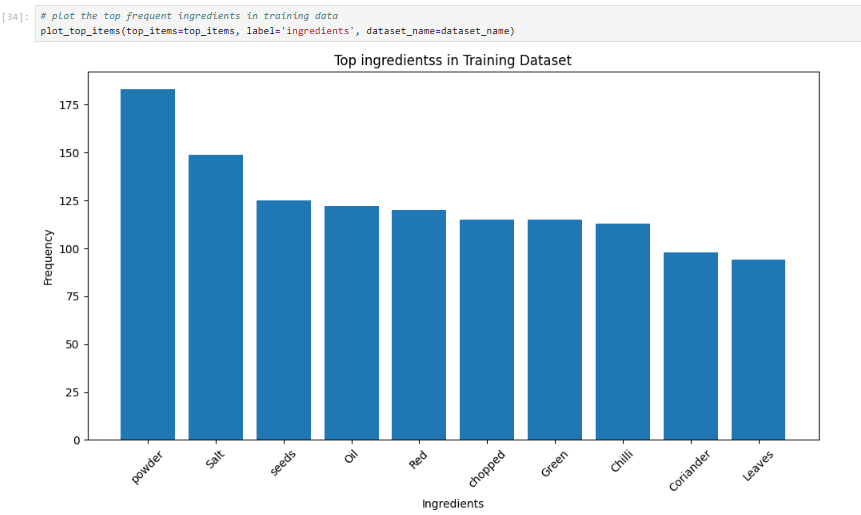 [34]:
# plot the top frequent ingredients in training data
plot_top_items(top_items=top_items, label='ingredients', dataset_name=dataset_name)
Top ingredientss in Training Dataset
175
150
125
100
75
50
25
0
Frequency
powder
Salt
seeds
Oil
Red
chopped
Green
Chilli
Coriander
Leaves
Ingredients